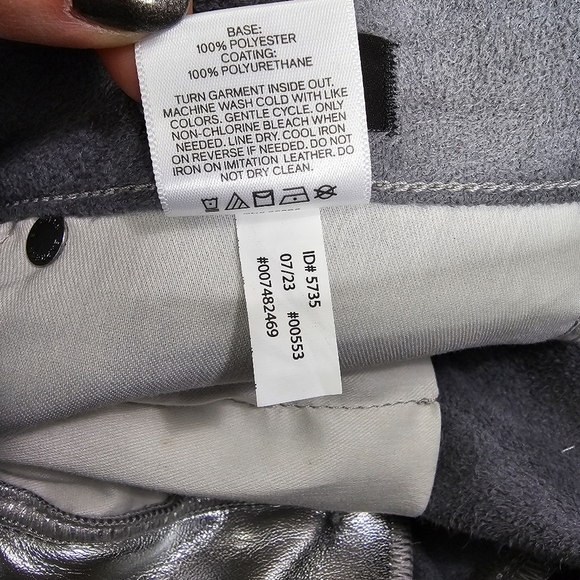 BASE:
100% POLYESTER
COATING:
100% POLYURETHANE
TURN GARMENT INSIDE OUT.
MACHINE WASH COLD WITH LIKE
COLORS. GENTLE CYCLE. ONLY
NON-CHLORINE BLEACH WHEN
NEEDED. LINE DRY. COOL IRON
ON REVERSE IF NEEDED. DO NOT
IRON ON IMITATION LEATHER. DO
NOT DRY CLEAN.
ID# 5735
07/23 #00553
#007482469